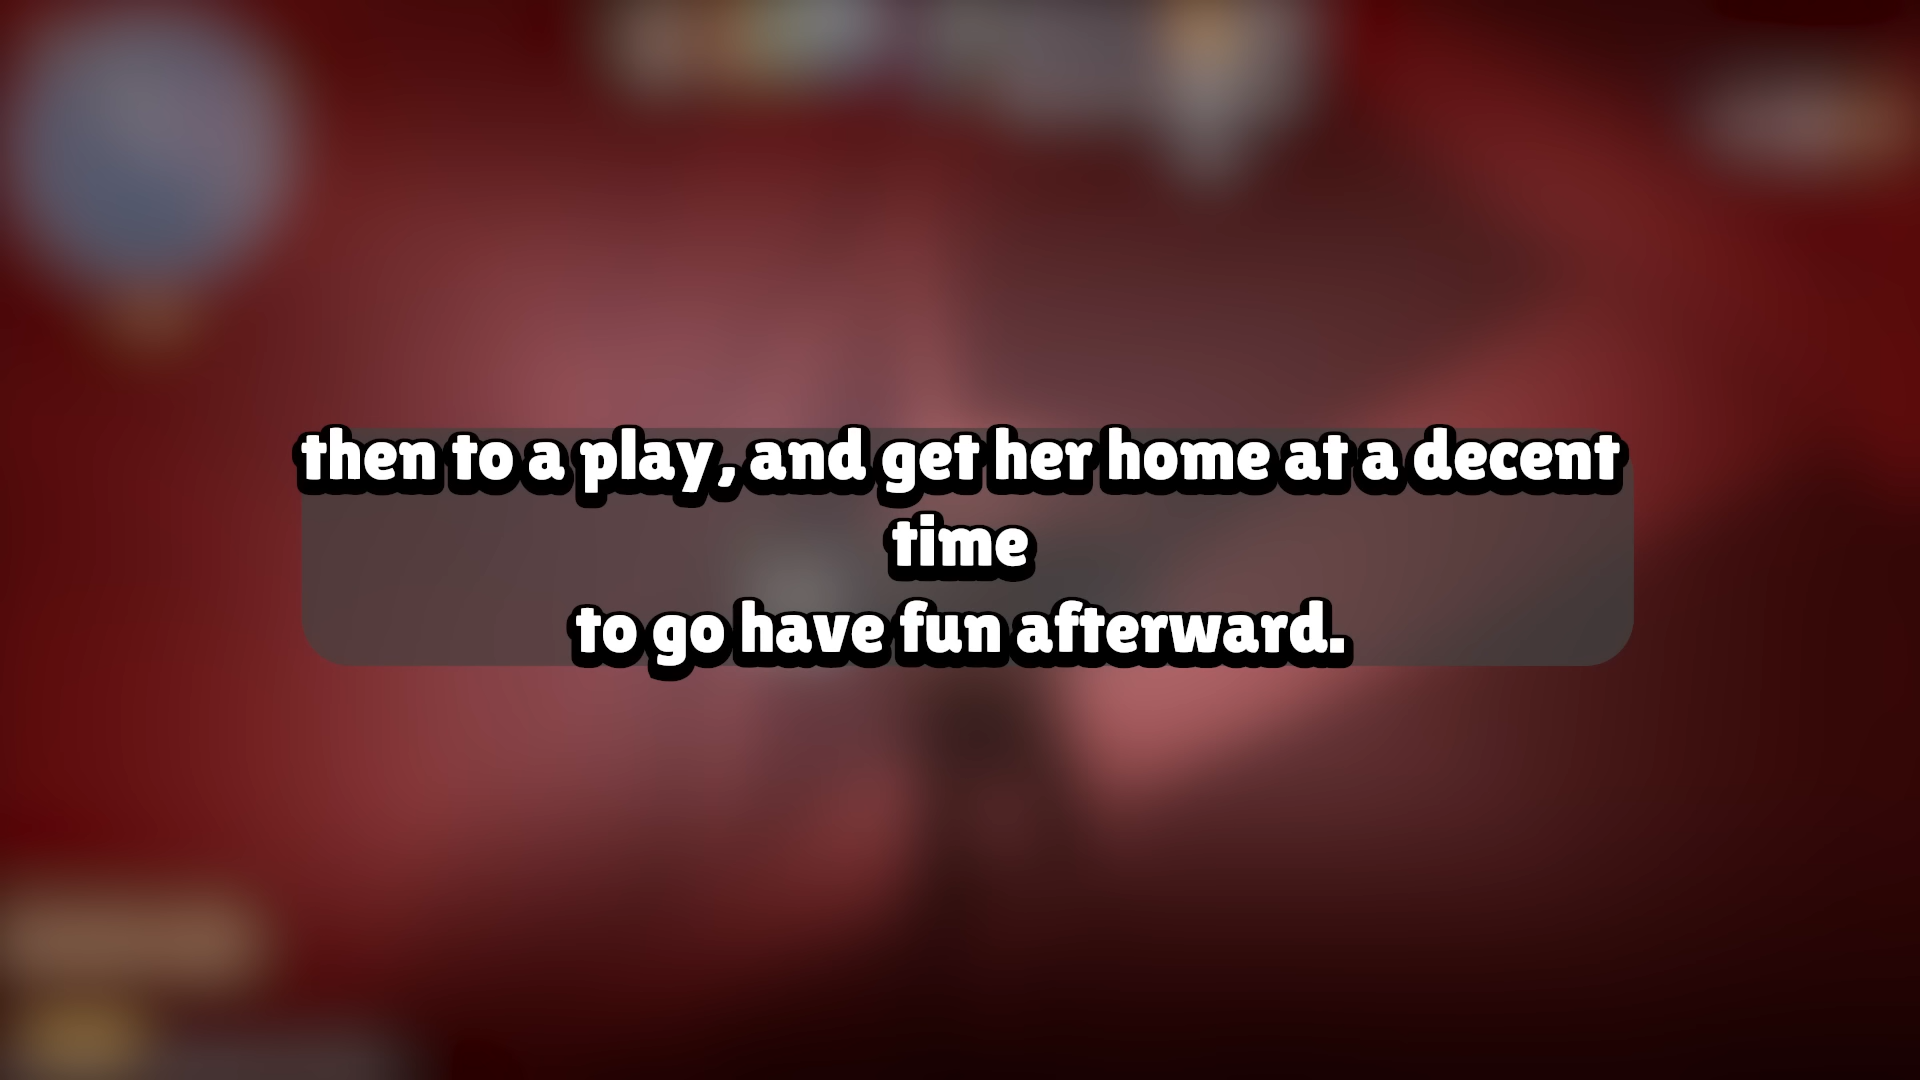 then to a play, and get her home at a decent
time
to go have fun afterward.